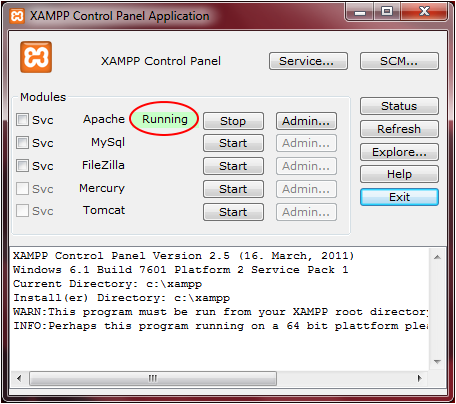 XAMPP Control Panel Application
XAMPP Control Panel
Service...
SCM...
Modules
Svc Apache Running Stop Admin...
Svc MySql Start Admin...
Svc FileZilla Start Admin...
Svc Mercury Start Admin...
Svc Tomcat Start Admin...
Status
Refresh
Explore...
Help
Exit
XAMPP Control Panel Version 2.5 (16. March, 2011)
Windows 6.1 Build 7601 Platform 2 Service Pack 1
Current Directory: c:\xampp
Install(er) Directory: c:\xampp
WARN:This program must be run from your XAMPP root directory
INFO:Perhaps this program running on a 64 bit plattform plea